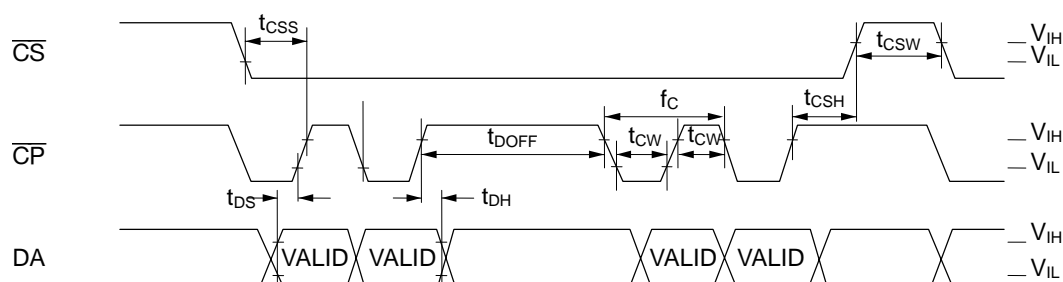 tCSS
CS
tCSW
VIH
VIL
fC
tCSH
CP
tDOFF
tCW
tCW
VIH
VIL
tDS
tDH
DA
VALID
VALID
VALID
VALID
VIH
VIL